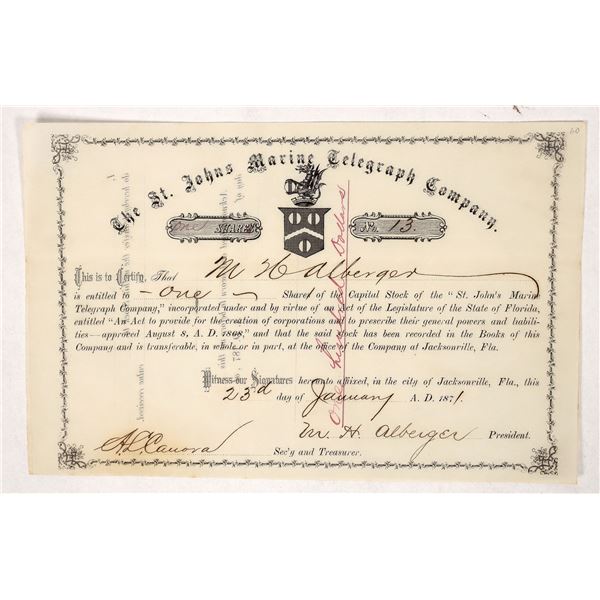 60
The St. Johns Marine Telegraph Company.
one SHARE No. 13.
This is to Certify, That M H Alberger
is entitled to one Share of the Capital Stock of the "St. John's Marine
Telegraph Company," incorporated under and by virtue of an Act of the Legislature of the State of Florida,
entitled "An Act to provide for the creation of corporations and to prescribe their general powers and liabili-
ties—approved August 8, A. D. 1868," and that the said stock has been recorded in the Books of this
Company and is transferable, in whole or in part, at the office of the Company at Jacksonville, Fla.
Witness our Signatures hereunto affixed, in the city of Jacksonville, Fla., this
23rd day of January A. D. 1871.
M. H. Alberger President.
A. L. Canova
Sec'y and Treasurer.
One Hundred Dollars